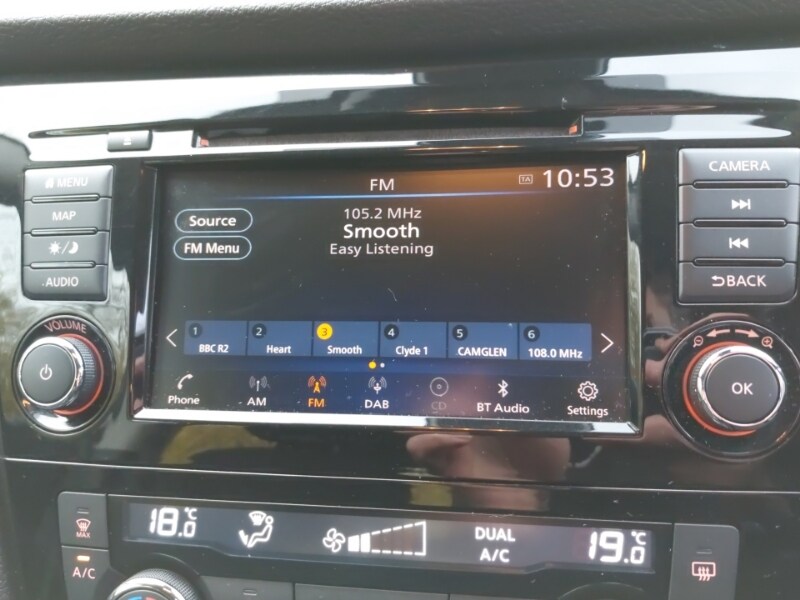 FM
TA 10:53
MENU
MAP
AUDIO
VOLUME
Source
FM Menu
105.2 MHz
Smooth
Easy Listening
CAMERA
BACK
OK
1 2 3 4 5 6
BBC R2 Heart Smooth Clyde 1 CAMGLEN 108.0 MHz
Phone AM FM DAB CD BT Audio Settings
MAX
A/C
18.0 °C
DUAL
A/C
19.0 °C